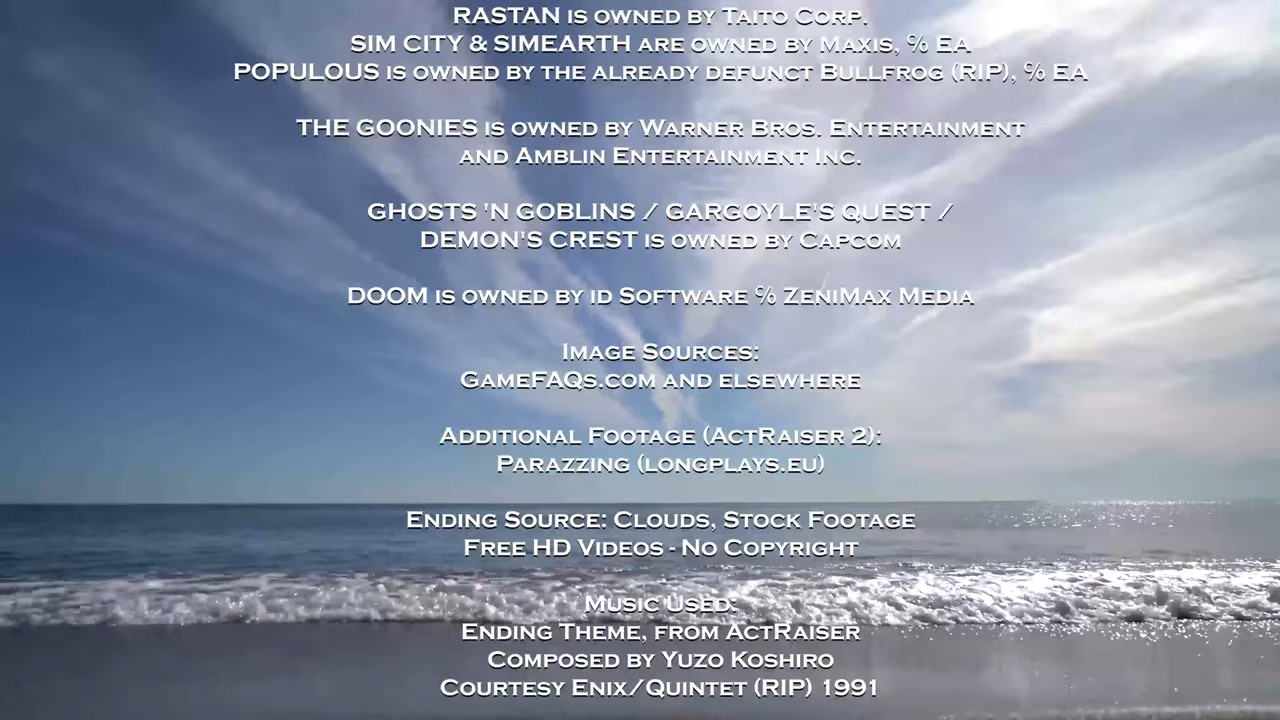 RASTAN IS OWNED BY TAITO CORP.
SIM CITY & SIMEARTH ARE OWNED BY MAXIS, ℅ EA
POPULOUS IS OWNED BY THE ALREADY DEFUNCT BULLFROG (RIP), ℅ EA
THE GOONIES IS OWNED BY WARNER BROS. ENTERTAINMENT
AND AMBLIN ENTERTAINMENT INC.
GHOSTS 'N GOBLINS / GARGOYLE'S QUEST /
DEMON'S CREST IS OWNED BY CAPCOM
DOOM IS OWNED BY ID SOFTWARE ℅ ZENIMAX MEDIA
IMAGE SOURCES:
GAMEFAQS.COM AND ELSEWHERE
ADDITIONAL FOOTAGE (ACTRAISER 2):
PARAZZING (LONGPLAYS.EU)
ENDING SOURCE: CLOUDS, STOCK FOOTAGE
FREE HD VIDEOS - NO COPYRIGHT
MUSIC USED:
ENDING THEME, FROM ACTRAISER
COMPOSED BY YUZO KOSHIRO
COURTESY ENIX/QUINTET (RIP) 1991